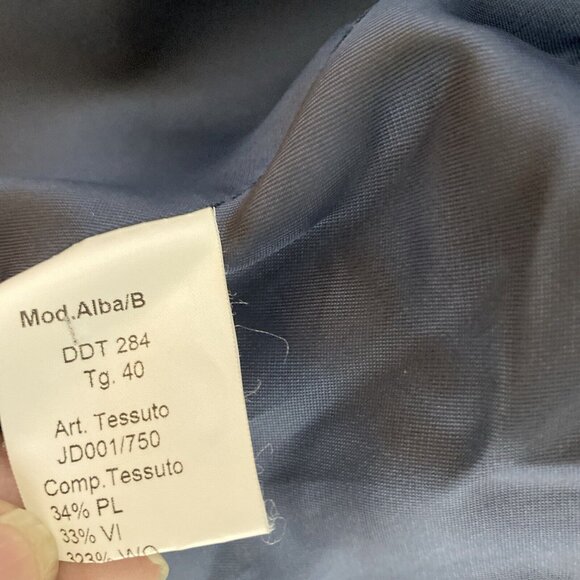 Mod.Alba/B
DDT 284
Tg. 40
Art. Tessuto
JD001/750
Comp.Tessuto
34% PL
33% VI